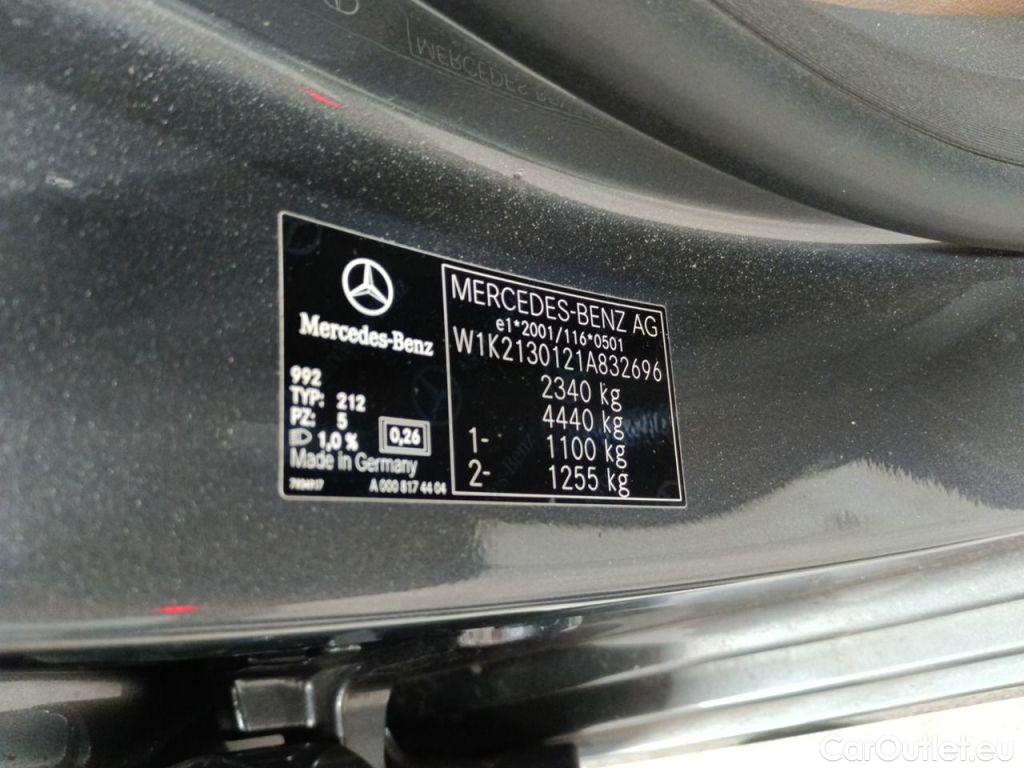 Mercedes-Benz
992
TYP: 212
PZ: 5
1,0 %
0,26
Made in Germany
A 000 817 44 04
MERCEDES-BENZ AG
e1*2001/116*0501
W1K2130121A832696
2340 kg
4440 kg
1- 1100 kg
2- 1255 kg
CarOutlet.eu